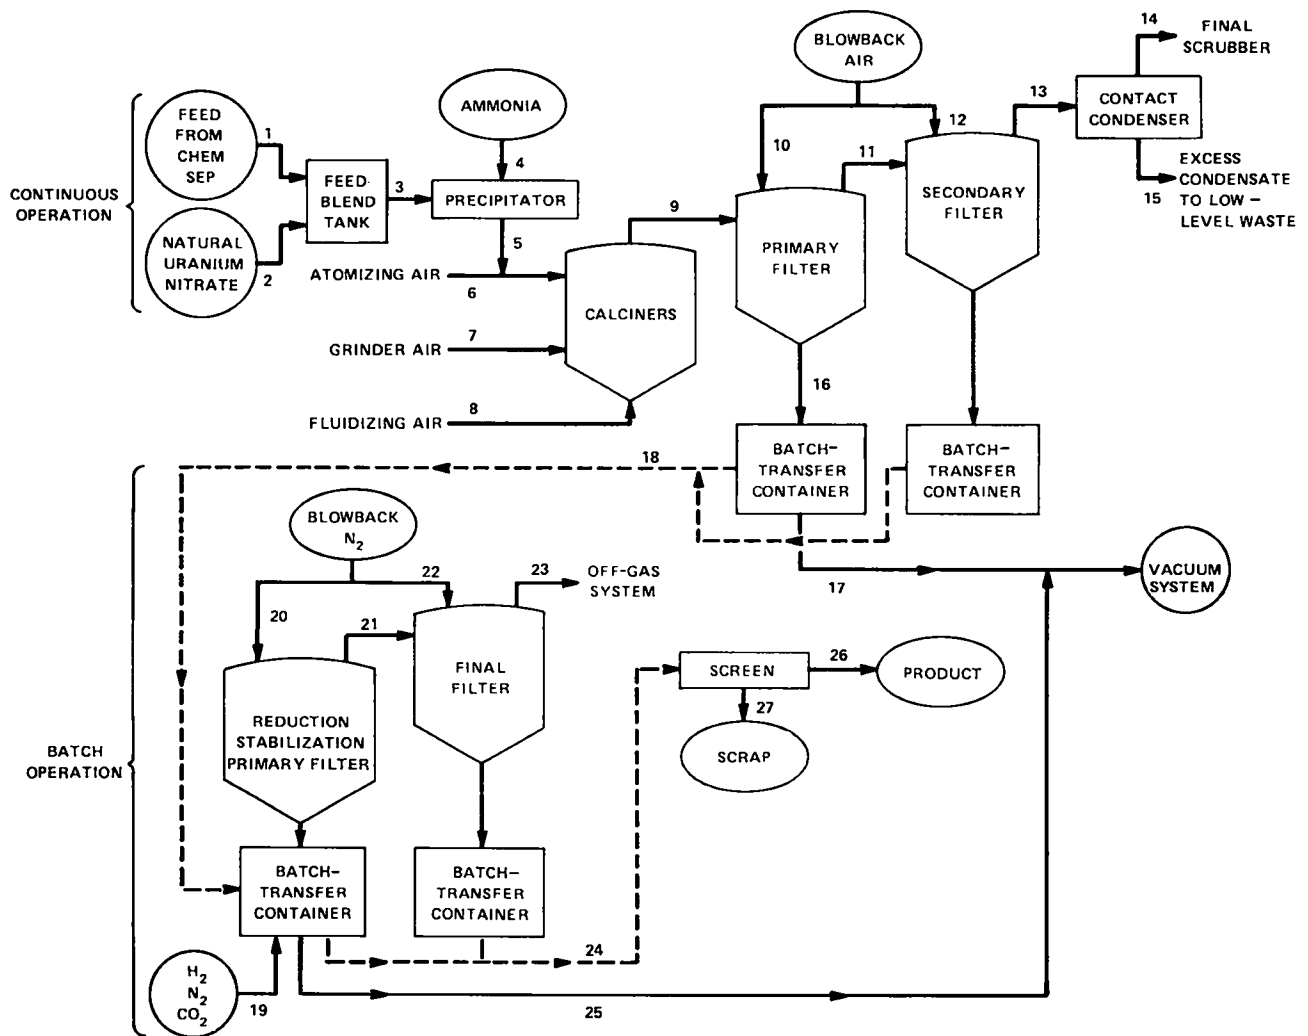 14
FINAL
SCRUBBER
BLOWBACK
AIR
13
CONTACT
CONDENSER
FEED
FROM
CHEM
SEP
1
AMMONIA
12
10
11
4
EXCESS
CONDENSATE
TO LOW –
LEVEL WASTE
15
CONTINUOUS
OPERATION
FEED-
BLEND
TANK
3
PRECIPITATOR
SECONDARY
FILTER
9
NATURAL
URANIUM
NITRATE
2
5
PRIMARY
FILTER
ATOMIZING AIR
6
CALCINERS
7
GRINDER AIR
16
8
FLUIDIZING AIR
18
BATCH–
TRANSFER
CONTAINER
BATCH–
TRANSFER
CONTAINER
BLOWBACK
N2
22
23
OFF-GAS
SYSTEM
17
VACUUM
SYSTEM
20
21
FINAL
FILTER
SCREEN
26
PRODUCT
27
REDUCTION
STABILIZATION
PRIMARY FILTER
SCRAP
BATCH
OPERATION
BATCH–
TRANSFER
CONTAINER
BATCH–
TRANSFER
CONTAINER
24
H2
N2
CO2
19
25